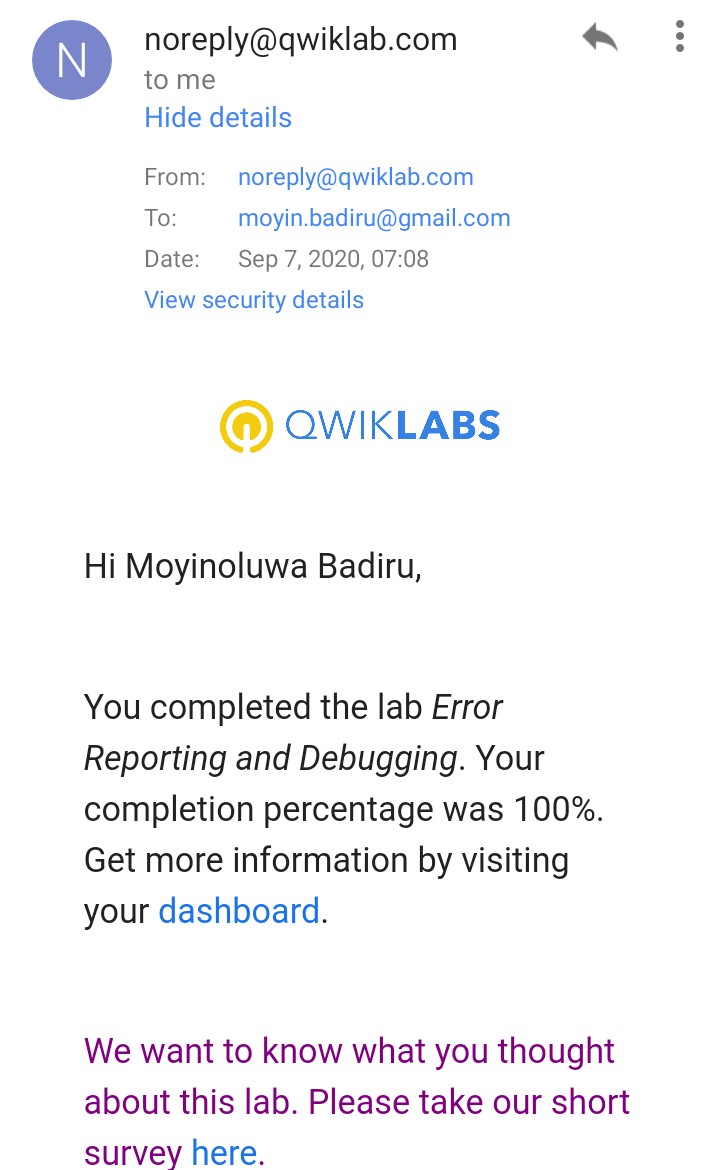 N
noreply@qwiklab.com
to me
Hide details
From: noreply@qwiklab.com
To: moyin.badiru@gmail.com
Date: Sep 7, 2020, 07:08
View security details
QWIKLABS
Hi Moyinoluwa Badiru,
You completed the lab Error
Reporting and Debugging. Your
completion percentage was 100%.
Get more information by visiting
your dashboard.
We want to know what you thought
about this lab. Please take our short
survey here.